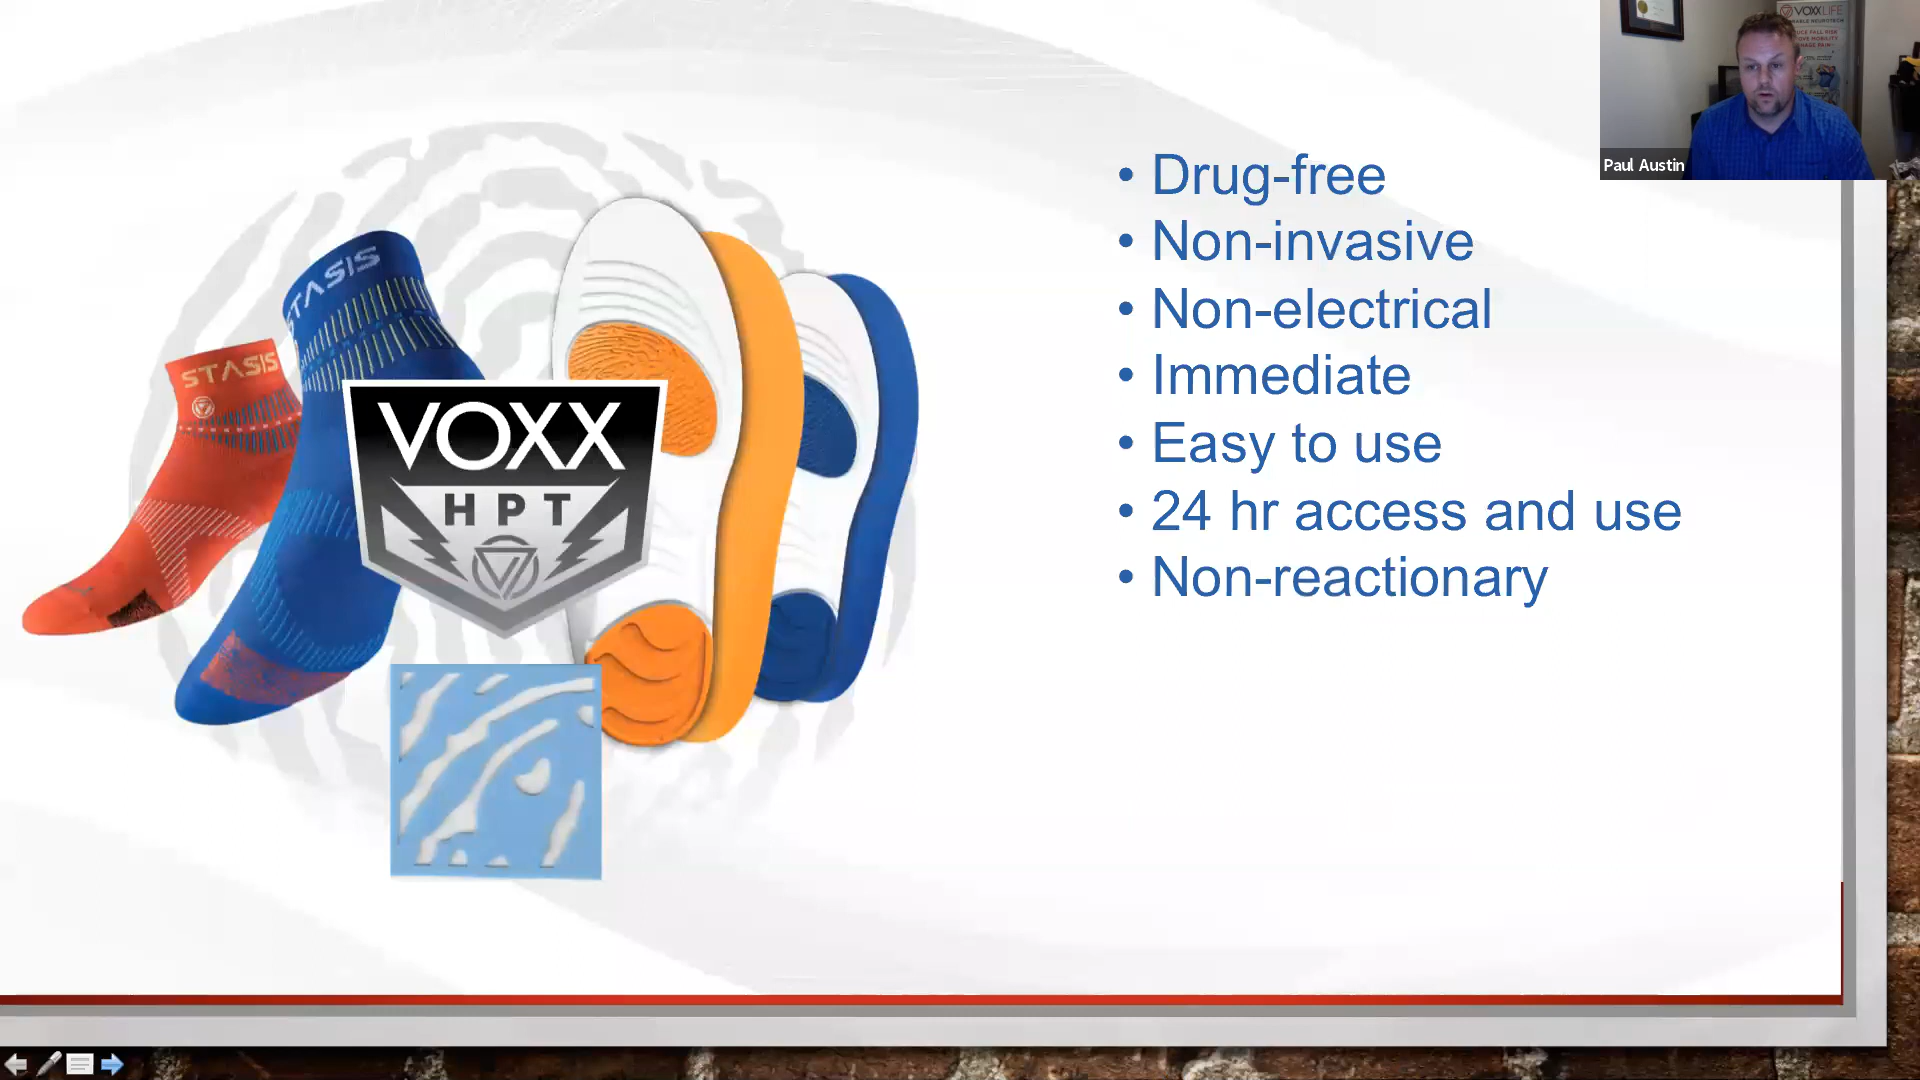 VOXXLIFE
Paul Austin
• Drug-free
• Non-invasive
• Non-electrical
• Immediate
• Easy to use
• 24 hr access and use
• Non-reactionary
STASIS
STASIS
VOXX
HPT